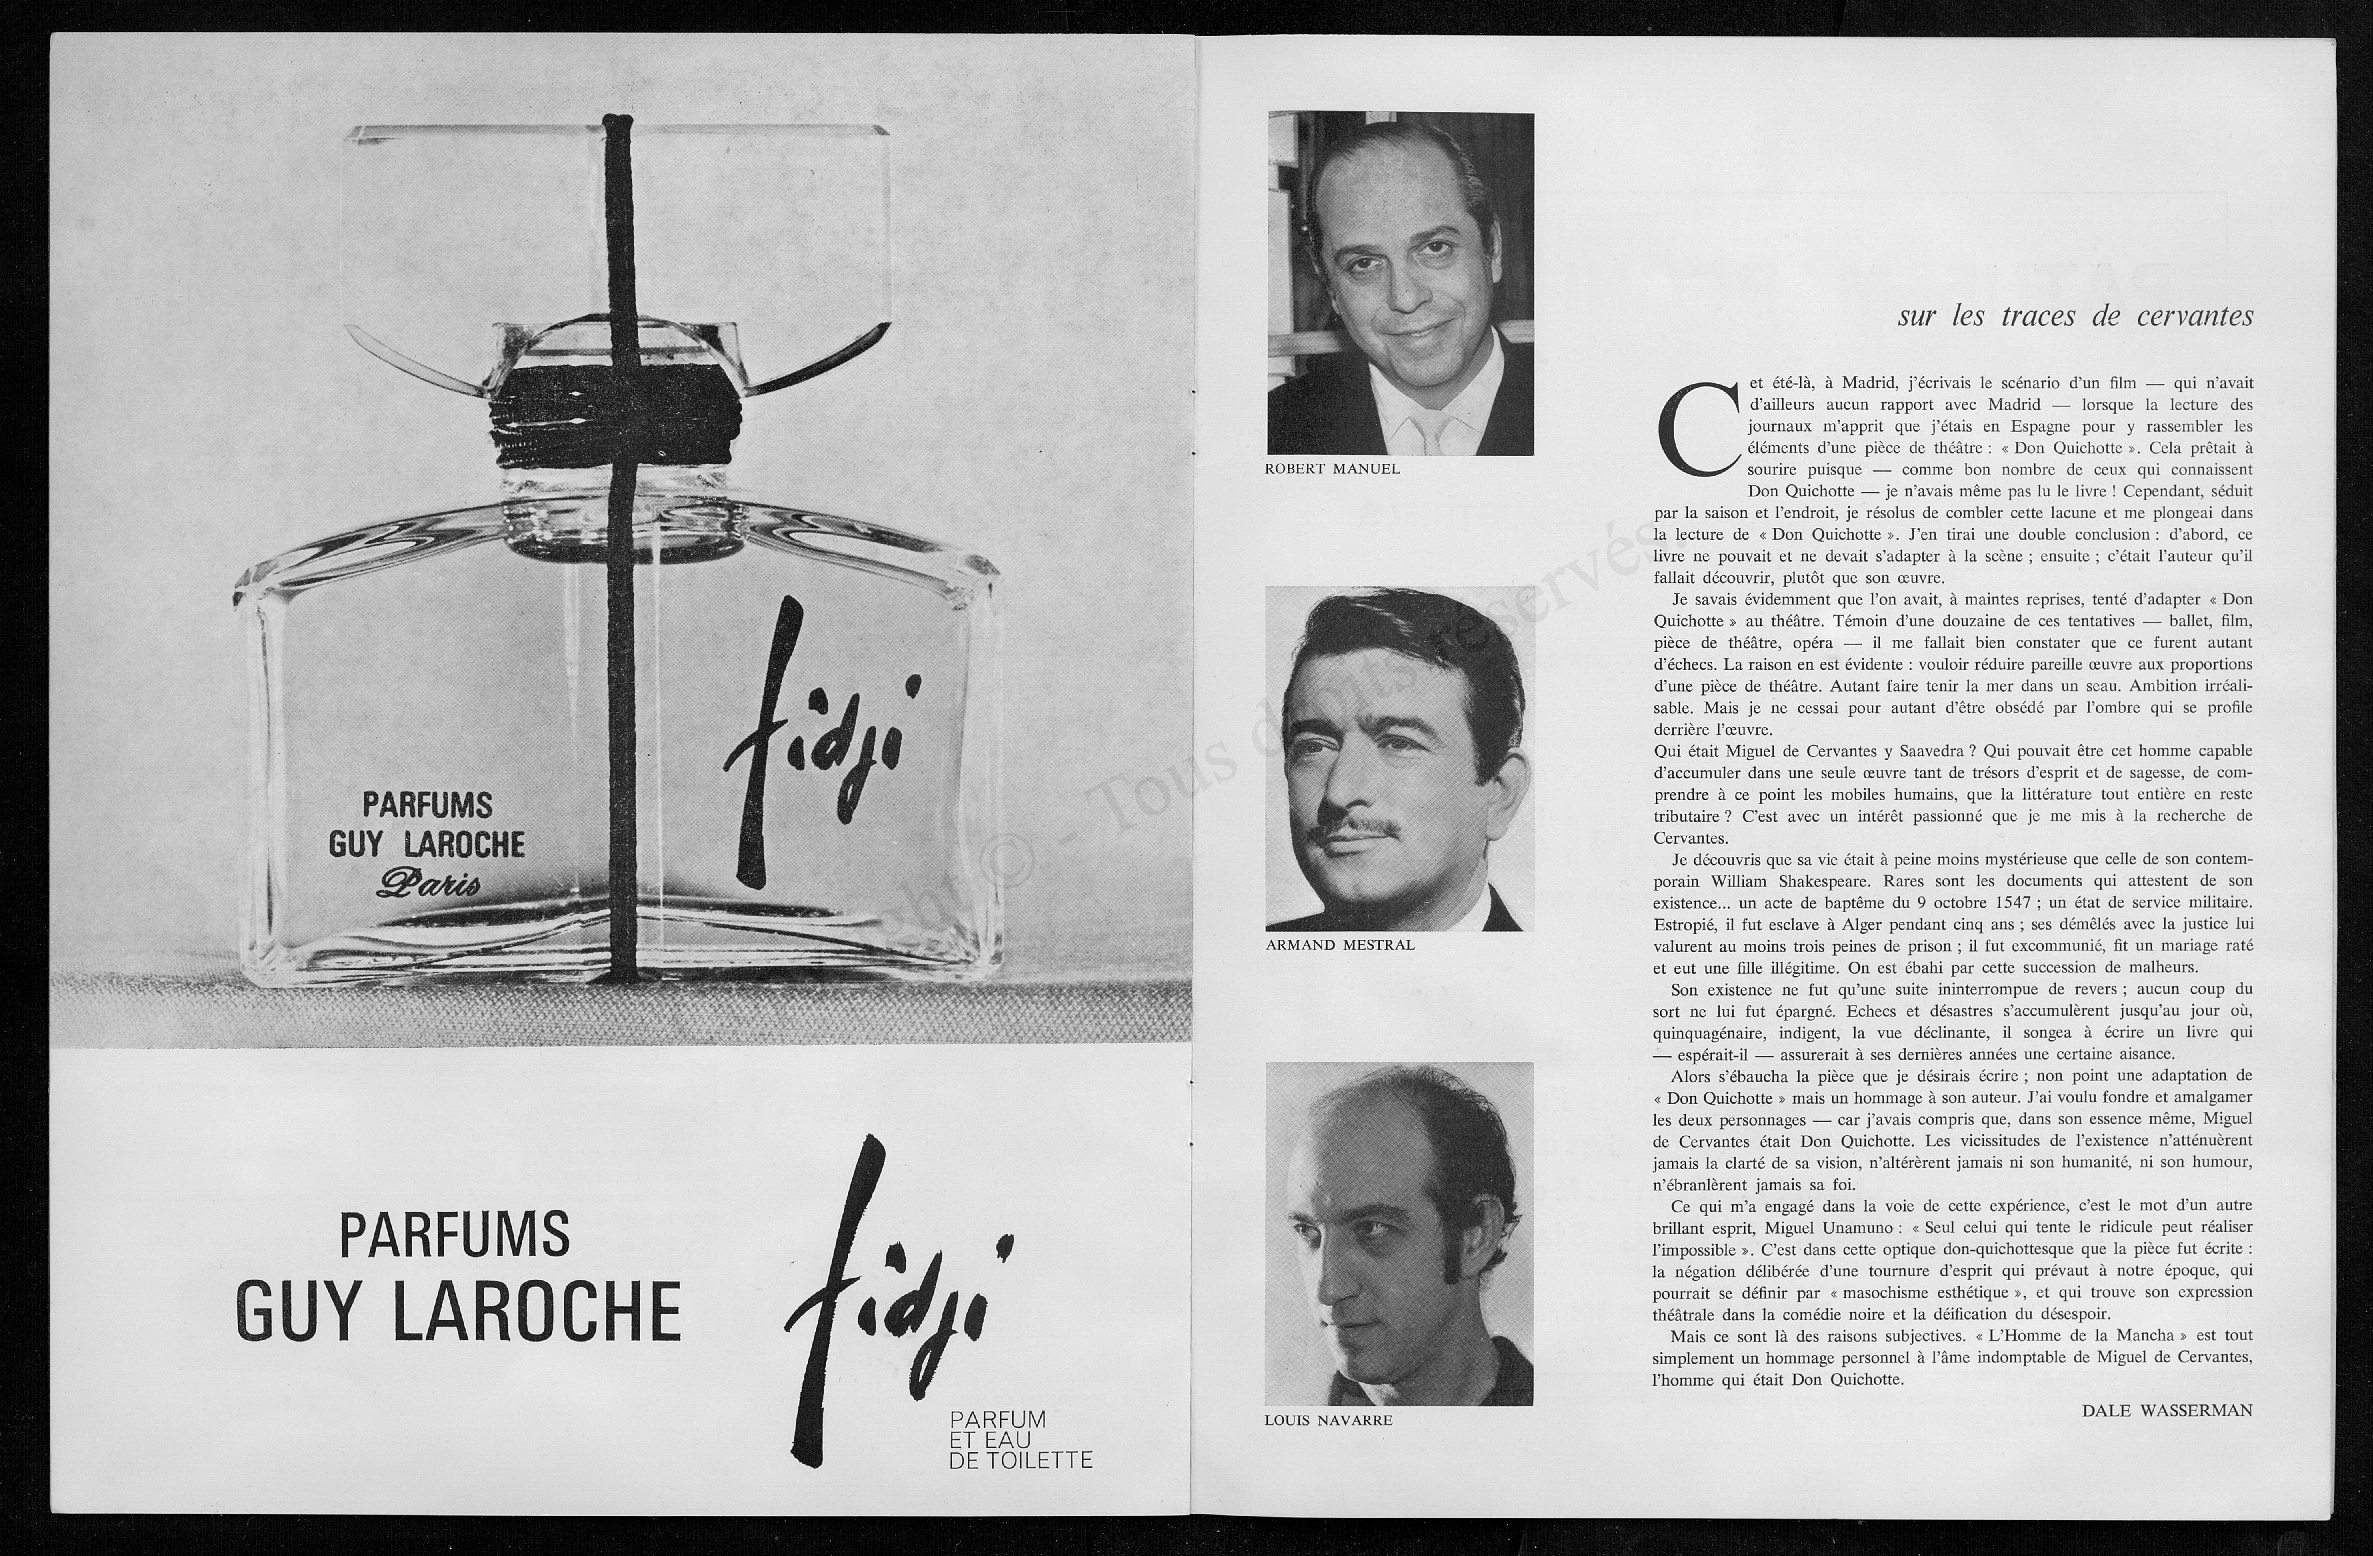 PARFUMS
GUY LAROCHE
Paris
fidji
PARFUMS
GUY LAROCHE
fidji
PARFUM
ET EAU
DE TOILETTE
ROBERT MANUEL
ARMAND MESTRAL
LOUIS NAVARRE
sur les traces de cervantes
Cet été-là, à Madrid, j'écrivais le scénario d'un film — qui n'avait
d'ailleurs aucun rapport avec Madrid — lorsque la lecture des
journaux m'apprit que j'étais en Espagne pour y rassembler les
éléments d'une pièce de théâtre : « Don Quichotte ». Cela prêtait à
sourire puisque — comme bon nombre de ceux qui connaissent
Don Quichotte — je n'avais même pas lu le livre ! Cependant, séduit
par la saison et l'endroit, je résolus de combler cette lacune et me plongeai dans
la lecture de « Don Quichotte ». J'en tirai une double conclusion : d'abord, ce
livre ne pouvait et ne devait s'adapter à la scène ; ensuite ; c'était l'auteur qu'il
fallait découvrir, plutôt que son œuvre.
Je savais évidemment que l'on avait, à maintes reprises, tenté d'adapter « Don
Quichotte » au théâtre. Témoin d'une douzaine de ces tentatives — ballet, film,
pièce de théâtre, opéra — il me fallait bien constater que ce furent autant
d'échecs. La raison en est évidente : vouloir réduire pareille œuvre aux proportions
d'une pièce de théâtre. Autant faire tenir la mer dans un seau. Ambition irréali-
sable. Mais je ne cessai pour autant d'être obsédé par l'ombre qui se profile
derrière l'œuvre.
Qui était Miguel de Cervantes y Saavedra ? Qui pouvait être cet homme capable
d'accumuler dans une seule œuvre tant de trésors d'esprit et de sagesse, de com-
prendre à ce point les mobiles humains, que la littérature tout entière en reste
tributaire ? C'est avec un intérêt passionné que je me mis à la recherche de
Cervantes.
Je découvris que sa vie était à peine moins mystérieuse que celle de son contem-
porain William Shakespeare. Rares sont les documents qui attestent de son
existence... un acte de baptême du 9 octobre 1547 ; un état de service militaire.
Estropié, il fut esclave à Alger pendant cinq ans ; ses démêlés avec la justice lui
valurent au moins trois peines de prison ; il fut excommunié, fit un mariage raté
et eut une fille illégitime. On est ébahi par cette succession de malheurs.
Son existence ne fut qu'une suite ininterrompue de revers ; aucun coup du
sort ne lui fut épargné. Echecs et désastres s'accumulèrent jusqu'au jour où,
quinquagénaire, indigent, la vue déclinante, il songea à écrire un livre qui
— espérait-il — assurerait à ses dernières années une certaine aisance.
Alors s'ébaucha la pièce que je désirais écrire ; non point une adaptation de
« Don Quichotte » mais un hommage à son auteur. J'ai voulu fondre et amalgamer
les deux personnages — car j'avais compris que, dans son essence même, Miguel
de Cervantes était Don Quichotte. Les vicissitudes de l'existence n'atténuèrent
jamais la clarté de sa vision, n'altérèrent jamais ni son humanité, ni son humour,
n'ébranlèrent jamais sa foi.
Ce qui m'a engagé dans la voie de cette expérience, c'est le mot d'un autre
brillant esprit, Miguel Unamuno : « Seul celui qui tente le ridicule peut réaliser
l'impossible ». C'est dans cette optique don-quichottesque que la pièce fut écrite :
la négation délibérée d'une tournure d'esprit qui prévaut à notre époque, qui
pourrait se définir par « masochisme esthétique », et qui trouve son expression
théâtrale dans la comédie noire et la déification du désespoir.
Mais ce sont là des raisons subjectives. « L'Homme de la Mancha » est tout
simplement un hommage personnel à l'âme indomptable de Miguel de Cervantes,
l'homme qui était Don Quichotte.
DALE WASSERMAN
© - Tous droits réservés